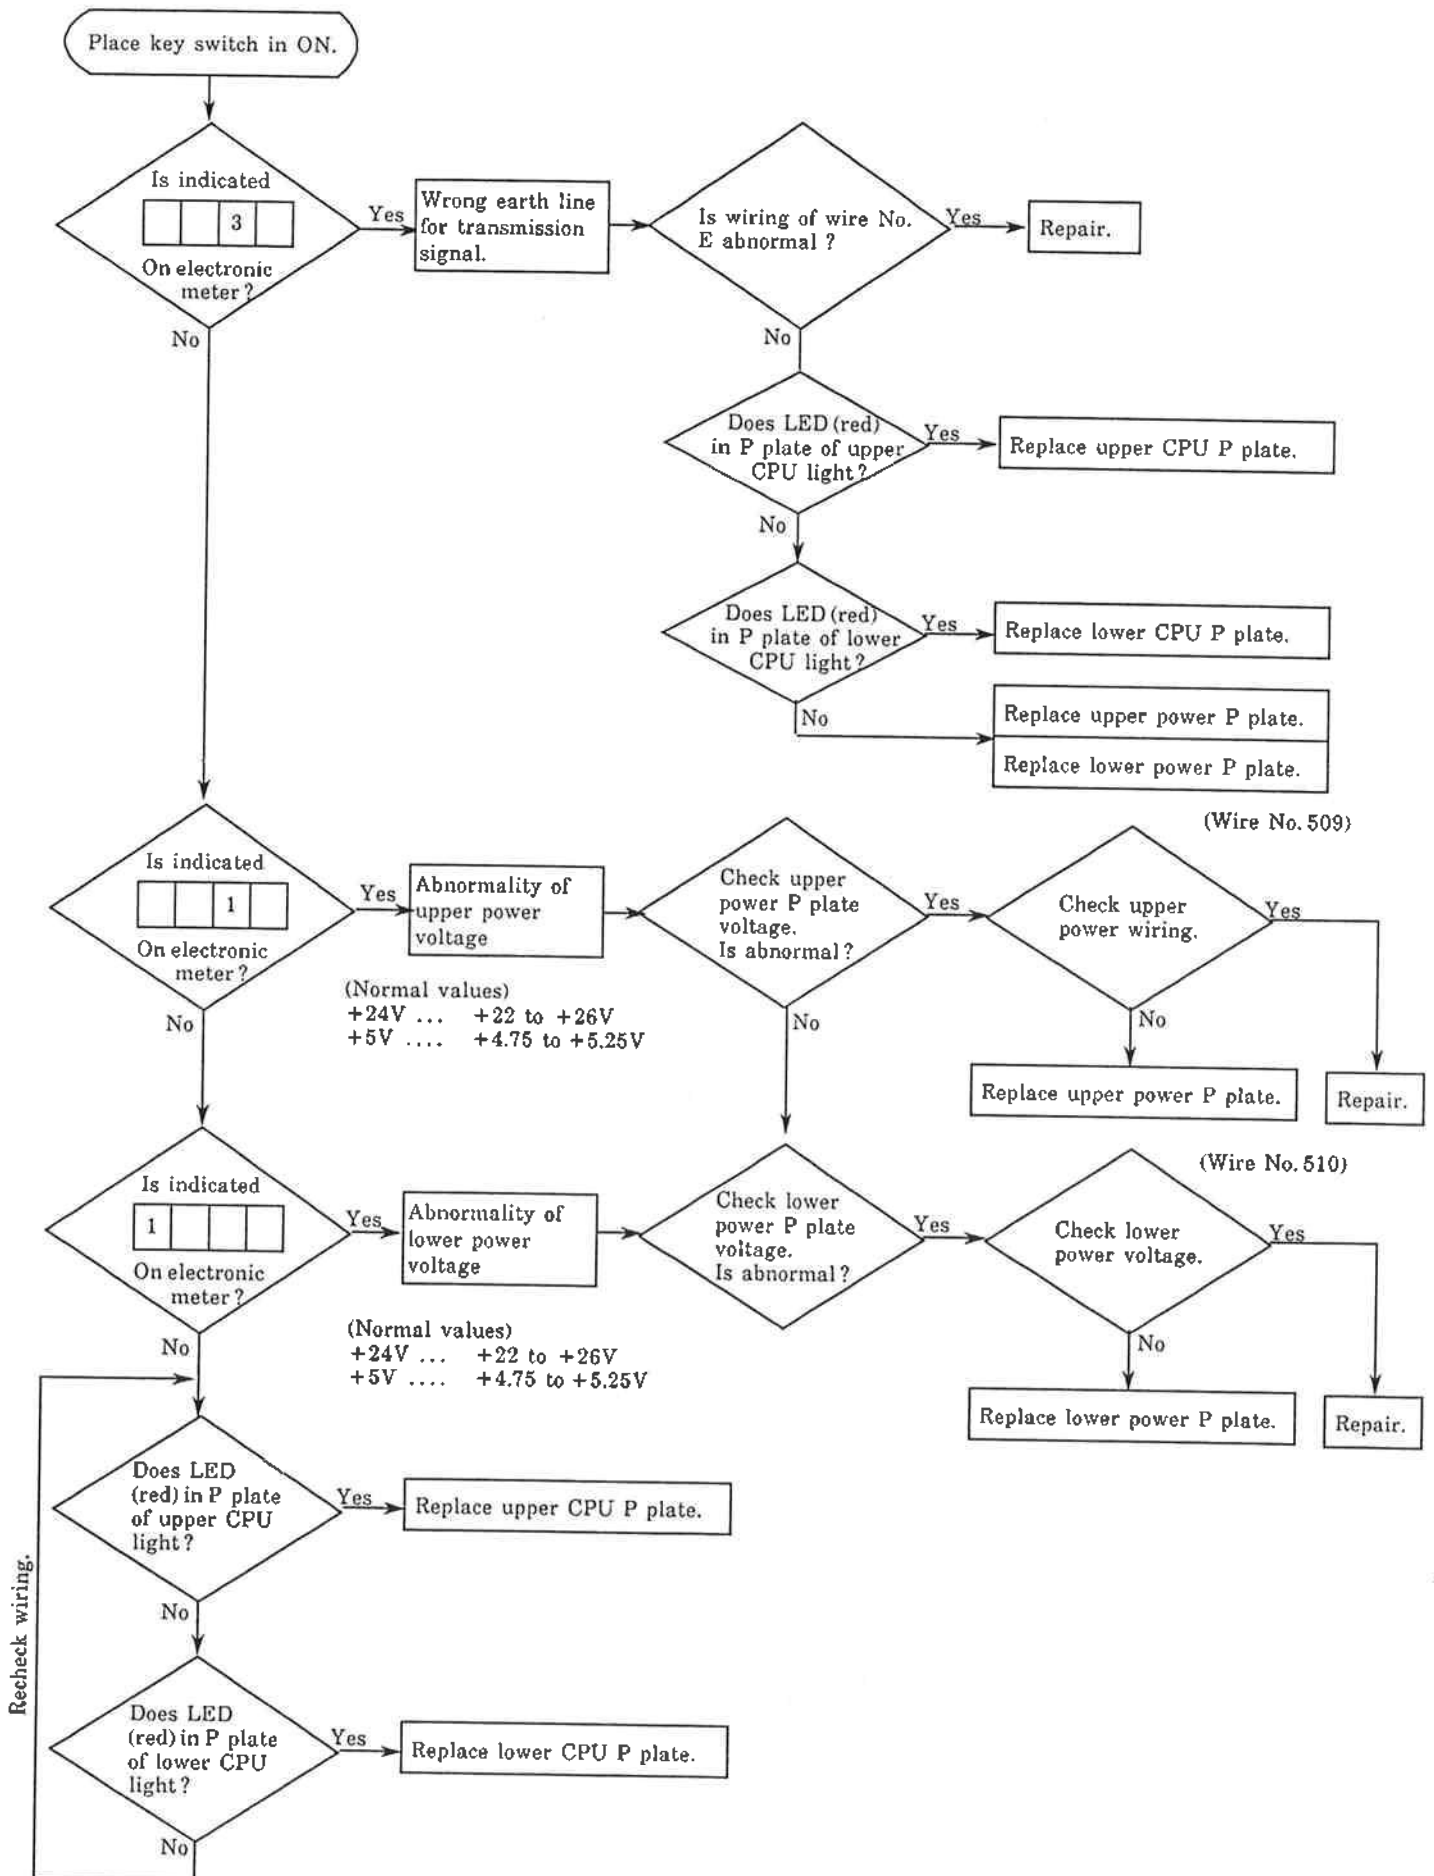 Place key switch in ON.
Is indicated
3
On electronic
meter?
Yes
No
Wrong earth line
for transmission
signal.
Is wiring of wire No.
E abnormal ?
Yes
No
Repair.
Does LED (red)
in P plate of upper
CPU light?
Yes
No
Replace upper CPU P plate.
Does LED (red)
in P plate of lower
CPU light?
Yes
No
Replace lower CPU P plate.
Replace upper power P plate.
Replace lower power P plate.
Is indicated
1
On electronic
meter?
Yes
No
Abnormality of
upper power
voltage
(Normal values)
+24V ... +22 to +26V
+5V .... +4.75 to +5.25V
Check upper
power P plate
voltage.
Is abnormal?
Yes
No
(Wire No. 509)
Check upper
power wiring.
Yes
No
Replace upper power P plate.
Repair.
Is indicated
1
On electronic
meter?
Yes
No
Abnormality of
lower power
voltage
(Normal values)
+24V ... +22 to +26V
+5V .... +4.75 to +5.25V
Check lower
power P plate
voltage.
Is abnormal?
Yes
(Wire No. 510)
Check lower
power voltage.
Yes
No
Replace lower power P plate.
Repair.
Does LED
(red) in P plate
of upper CPU
light?
Yes
No
Replace upper CPU P plate.
Does LED
(red) in P plate
of lower CPU
light?
Yes
No
Replace lower CPU P plate.
Recheck wiring.